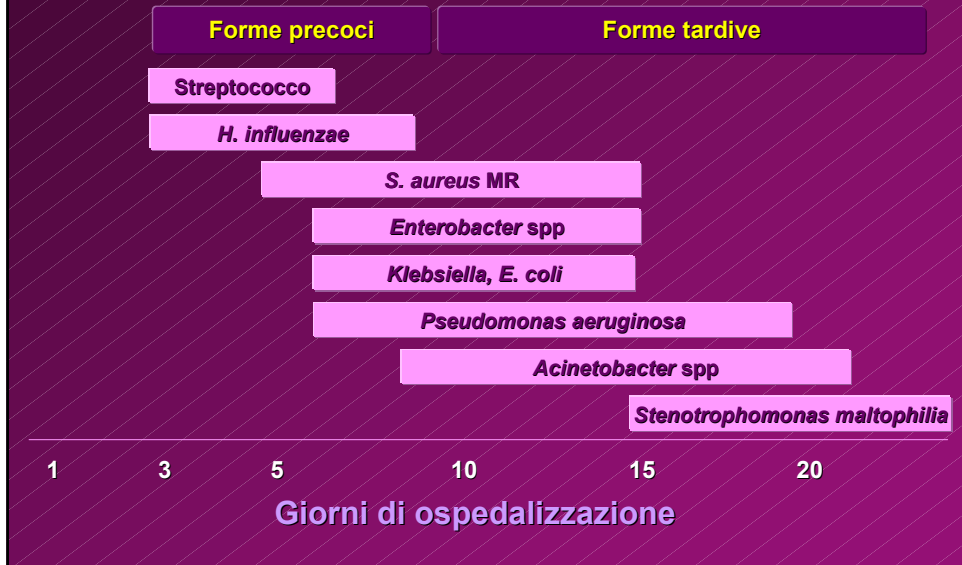 Forme precoci
Forme tardive
Streptococco
H. influenzae
S. aureus MR
Enterobacter spp
Klebsiella, E. coli
Pseudomonas aeruginosa
Acinetobacter spp
Stenotrophomonas maltophilia
1 3 5 10 15 20
Giorni di ospedalizzazione